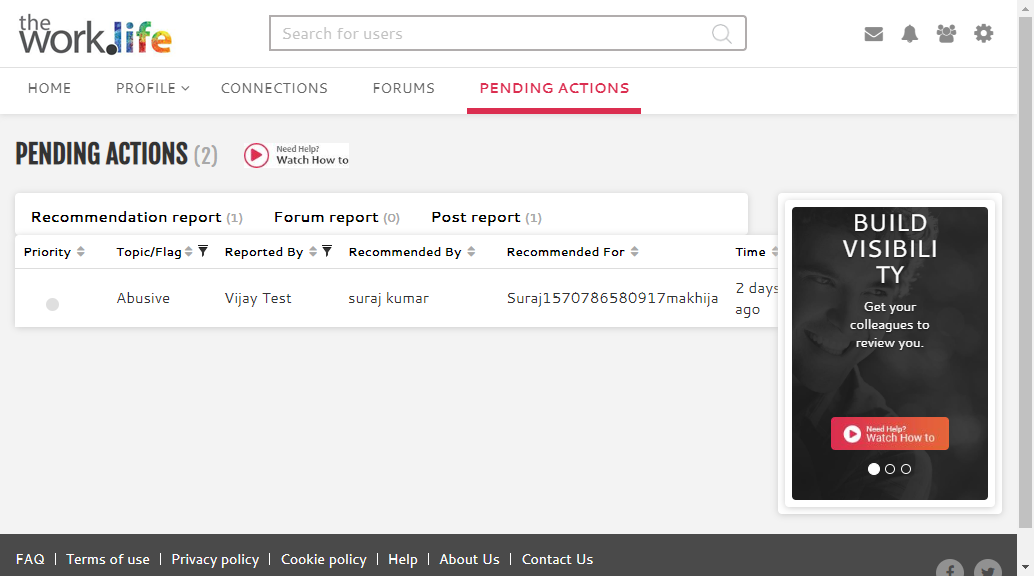 the
work.life
Search for users
HOME PROFILE CONNECTIONS FORUMS PENDING ACTIONS
PENDING ACTIONS (2)
Need Help?
Watch How to
Recommendation report (1) Forum report (0) Post report (1)
Priority Topic/Flag Reported By Recommended By Recommended For Time
Abusive Vijay Test suraj kumar Suraj1570786580917makhija 2 days
ago
BUILD
VISIBILI
TY
Get your
colleagues to
review you.
Need Help?
Watch How to
FAQ | Terms of use | Privacy policy | Cookie policy | Help | About Us | Contact Us